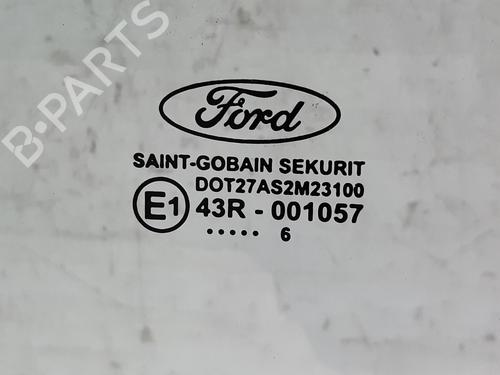 B-PARTS
Ford
SAINT-GOBAIN SEKURIT
DOT27AS2M23100
E1 43R - 001057
..... 6